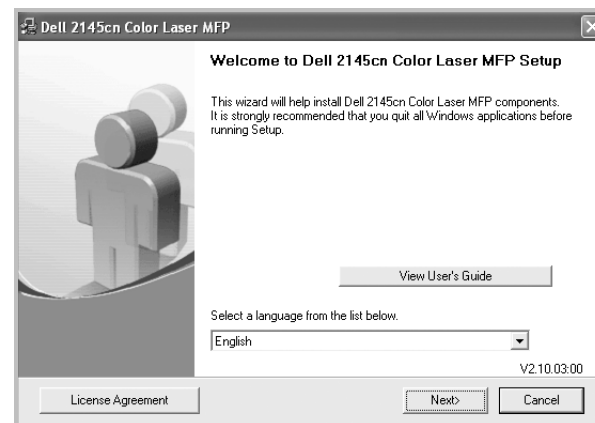 Dell 2145cn Color Laser MFP
Welcome to Dell 2145cn Color Laser MFP Setup
This wizard will help install Dell 2145cn Color Laser MFP components.
It is strongly recommended that you quit all Windows applications before
running Setup.
View User's Guide
Select a language from the list below.
English
V2.10.03:00
License Agreement
Next>
Cancel